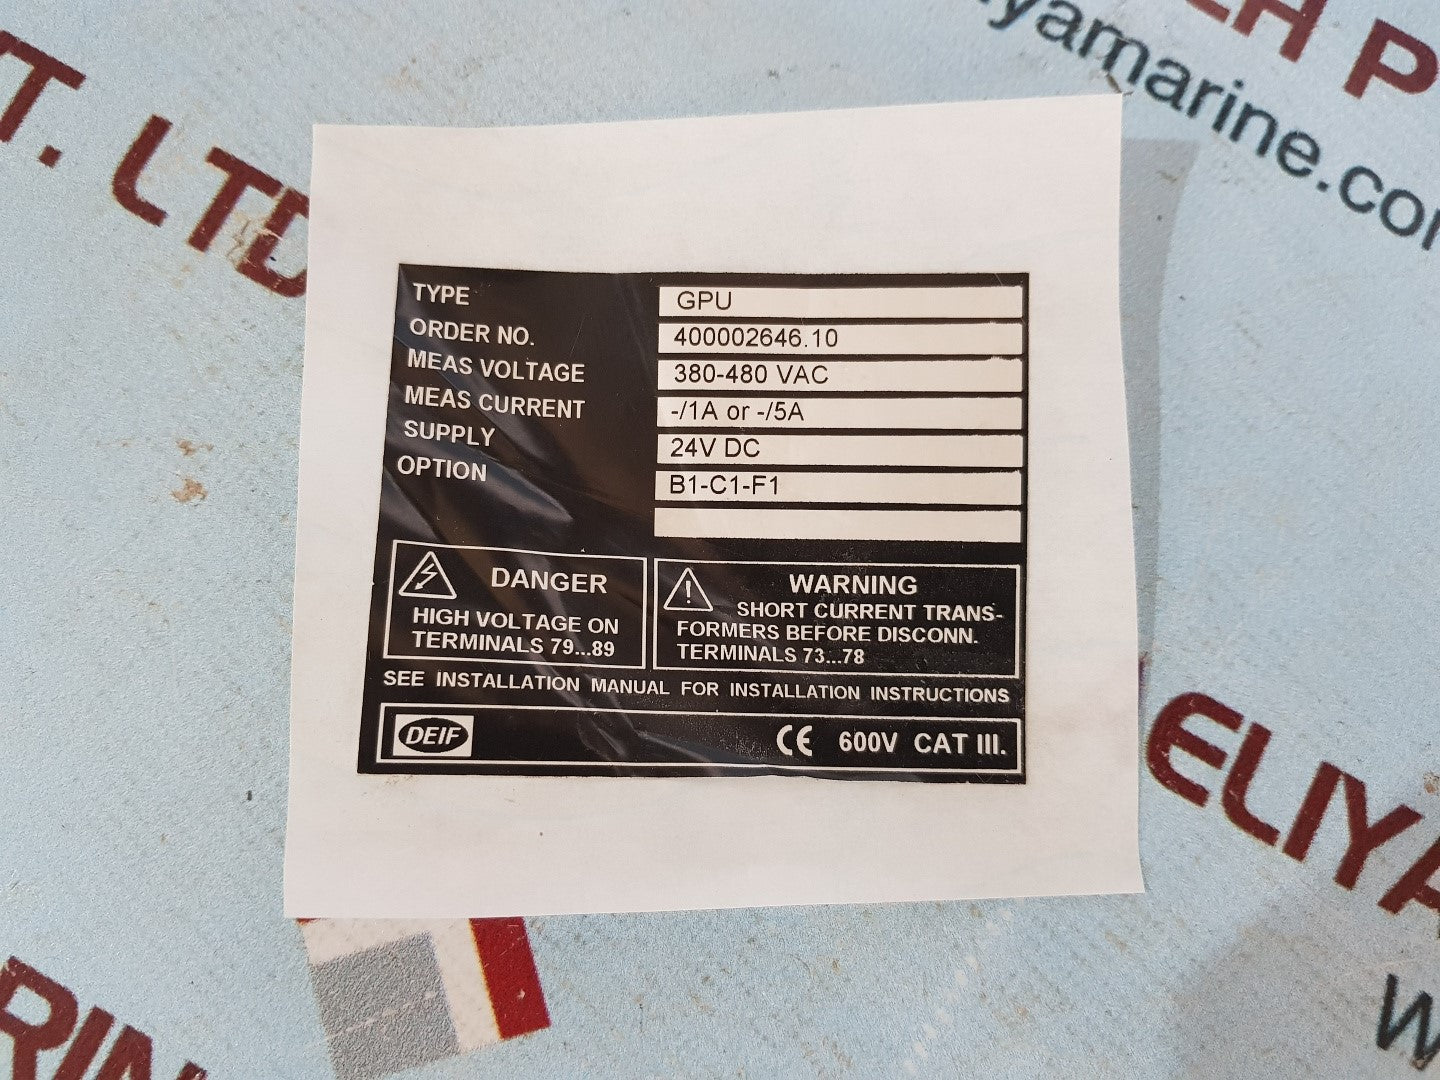 T. LTD
yamarine.com
H P
TYPE GPU
ORDER NO. 400002646.10
MEAS VOLTAGE 380-480 VAC
MEAS CURRENT -/1A or -/5A
SUPPLY 24V DC
OPTION B1-C1-F1
DANGER
HIGH VOLTAGE ON
TERMINALS 79...89
WARNING
SHORT CURRENT TRANS-
FORMERS BEFORE DISCONN.
TERMINALS 73...78
SEE INSTALLATION MANUAL FOR INSTALLATION INSTRUCTIONS
DEIF CE 600V CAT III.
ELIYA
RIN
w